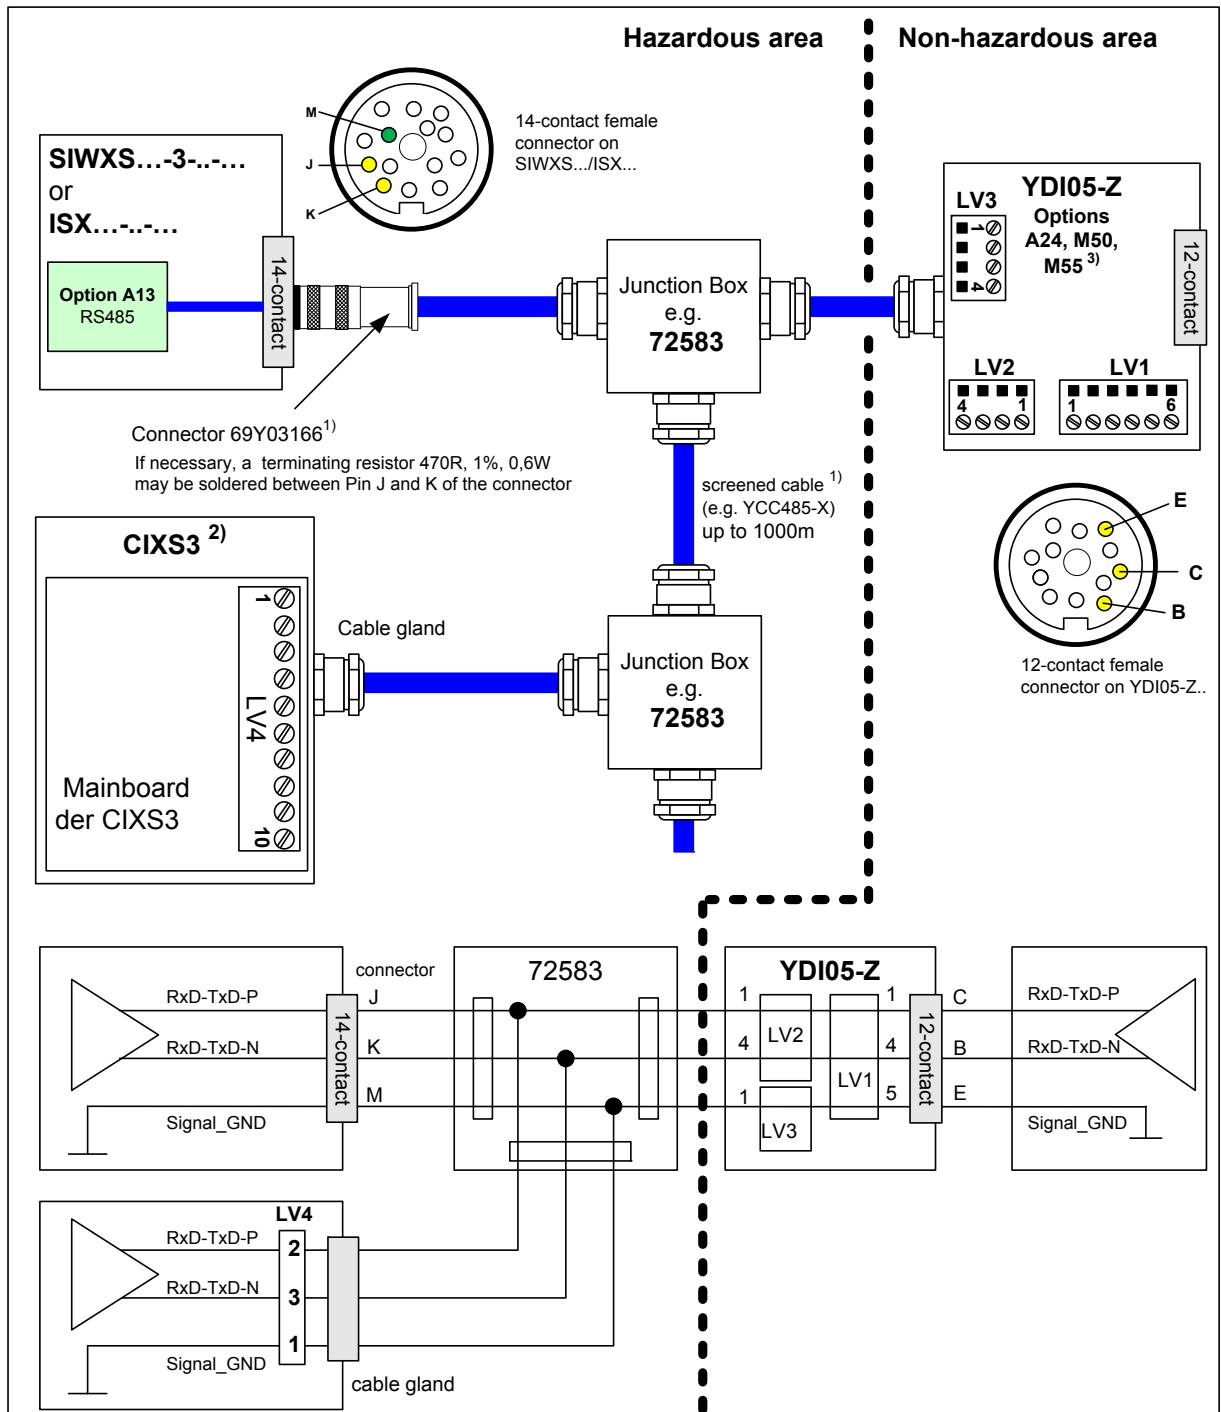 Hazardous area
Non-hazardous area
M
J
K
14-contact female
connector on
SIWXS.../ISX...
SIWXS...-3-..-...
or
ISX...-..-...
Option A13
RS485
14-contact
Junction Box
e.g.
72583
YDI05-Z
Options
A24, M50,
M55 3)
LV3
1
4
12-contact
LV2
4 1
LV1
1 6
Connector 69Y03166 1)
If necessary, a terminating resistor 470R, 1%, 0,6W
may be soldered between Pin J and K of the connector
screened cable 1)
(e.g. YCC485-X)
up to 1000m
E
C
B
12-contact female
connector on YDI05-Z..
CIXS3 2)
1
LV4
10
Mainboard
der CIXS3
Cable gland
Junction Box
e.g.
72583
RxD-TxD-P
RxD-TxD-N
Signal_GND
14-contact
connector
J
K
M
72583
YDI05-Z
1
4
1
LV2
LV3
LV1
1
4
5
12-contact
C
B
E
RxD-TxD-P
RxD-TxD-N
Signal_GND
LV4
RxD-TxD-P
2
RxD-TxD-N
3
1
Signal_GND
cable gland